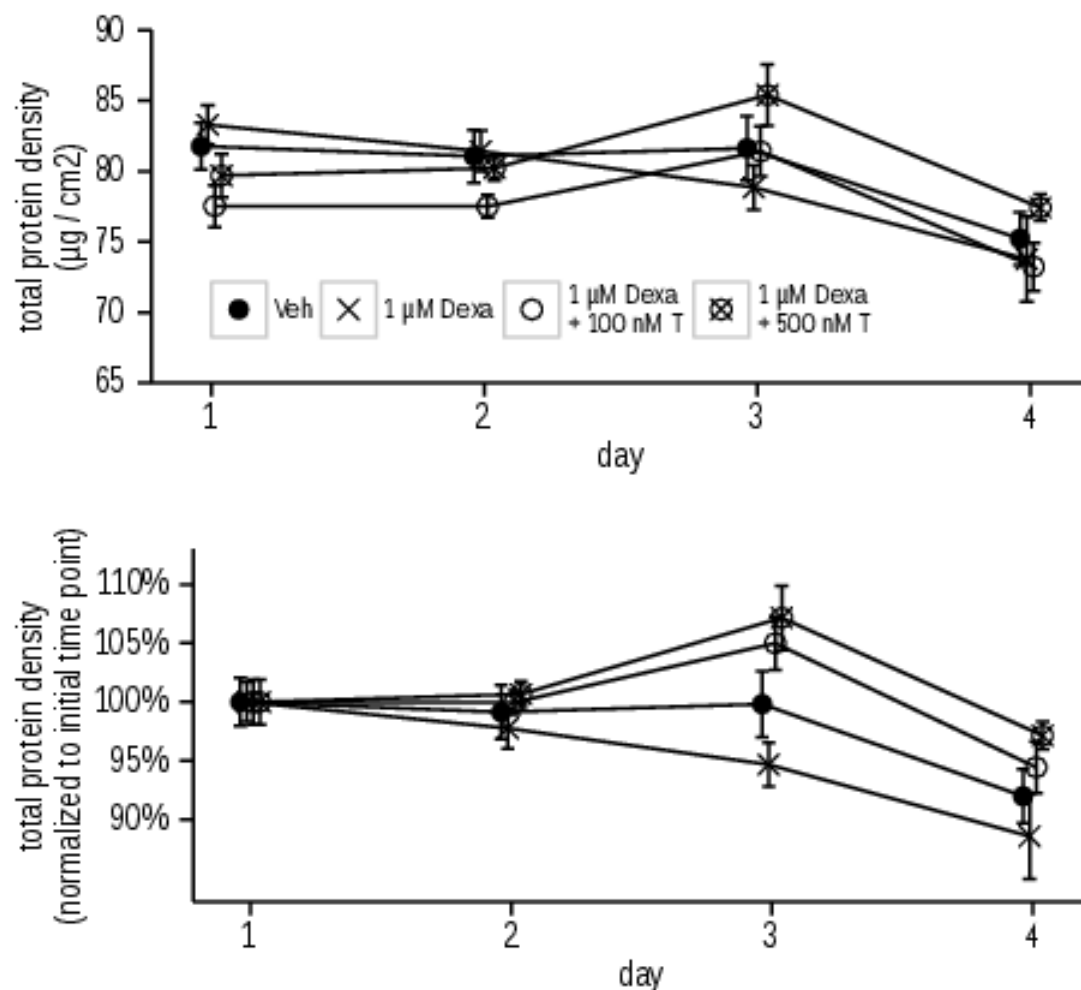 total protein density
(µg / cm2)
90
85
80
75
70
65
Veh
1 µM Dexa
1 µM Dexa
+ 100 nM T
1 µM Dexa
+ 500 nM T
1 2 3 4
day
total protein density
(normalized to initial time point)
110%
105%
100%
95%
90%
1 2 3 4
day